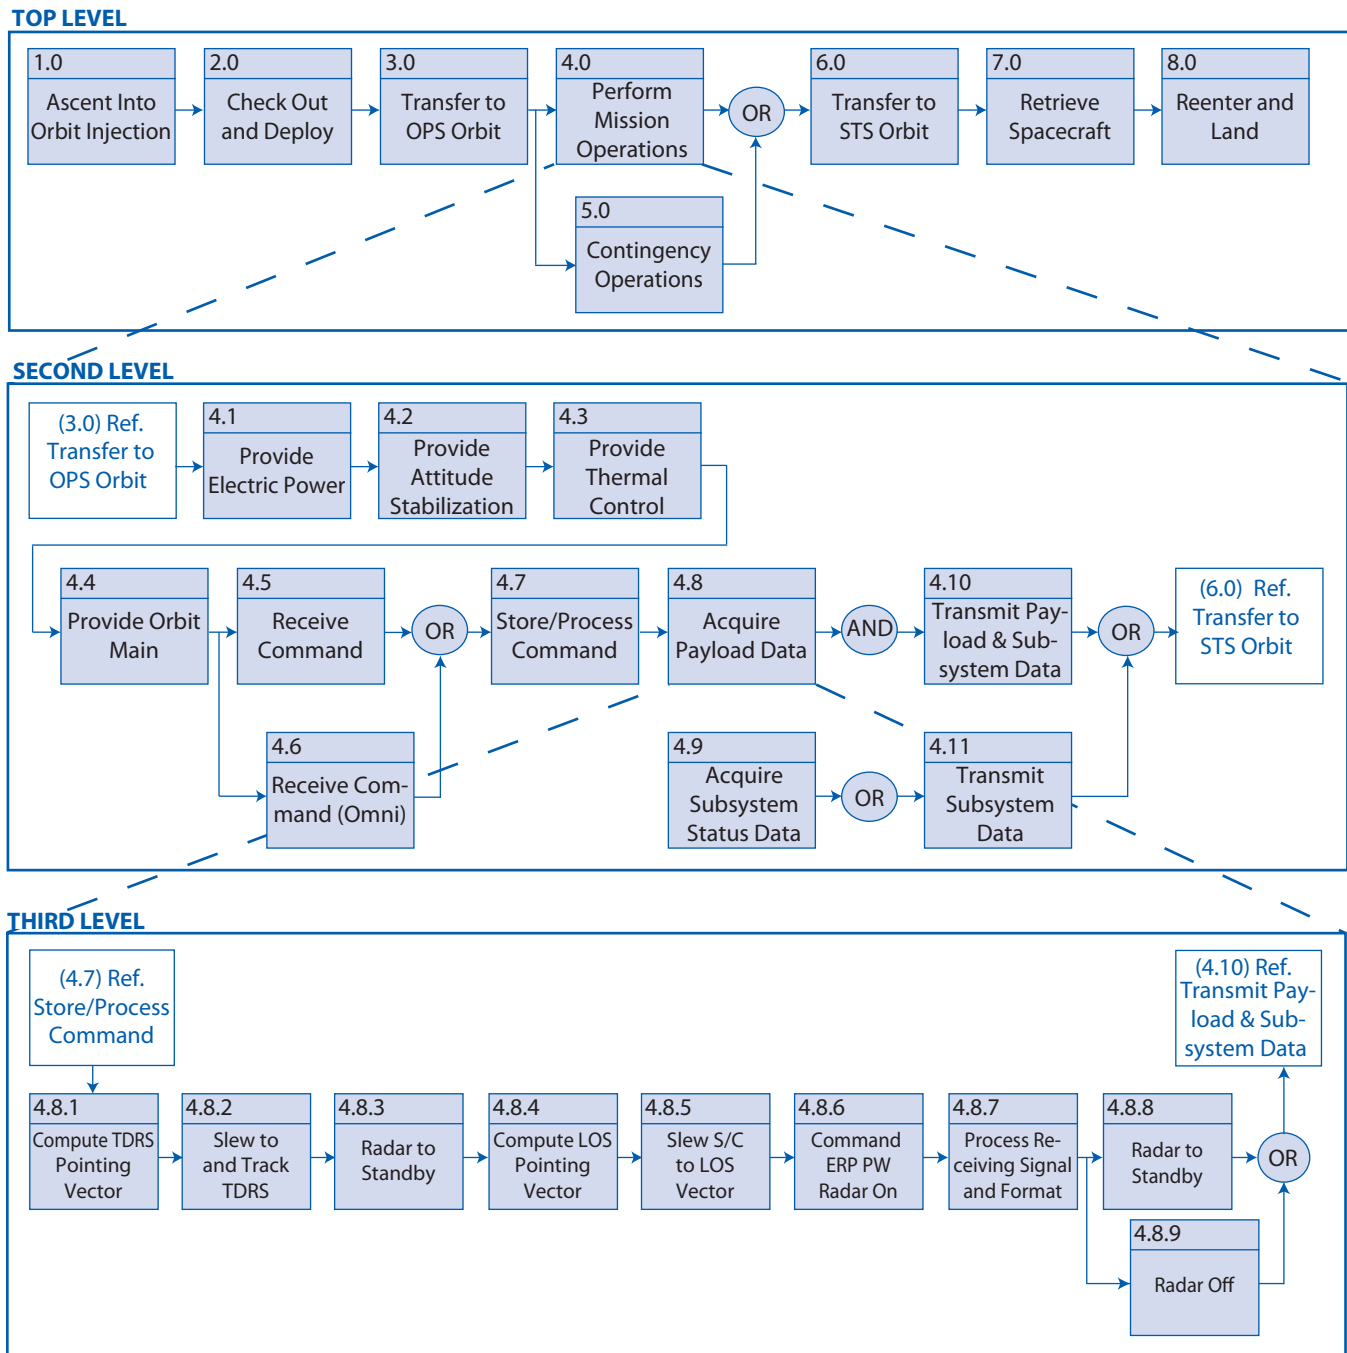 TOP LEVEL
1.0
Ascent Into
Orbit Injection
2.0
Check Out
and Deploy
3.0
Transfer to
OPS Orbit
4.0
Perform
Mission
Operations
OR
6.0
Transfer to
STS Orbit
7.0
Retrieve
Spacecraft
8.0
Reenter and
Land
5.0
Contingency
Operations
SECOND LEVEL
(3.0) Ref.
Transfer to
OPS Orbit
4.1
Provide
Electric Power
4.2
Provide
Attitude
Stabilization
4.3
Provide
Thermal
Control
4.4
Provide Orbit
Main
4.5
Receive
Command
OR
4.7
Store/Process
Command
4.8
Acquire
Payload Data
AND
4.10
Transmit Pay-
load & Sub-
system Data
OR
(6.0) Ref.
Transfer to
STS Orbit
4.6
Receive Com-
mand (Omni)
4.9
Acquire
Subsystem
Status Data
OR
4.11
Transmit
Subsystem
Data
THIRD LEVEL
(4.7) Ref.
Store/Process
Command
(4.10) Ref.
Transmit Pay-
load & Sub-
system Data
4.8.1
Compute TDRS
Pointing
Vector
4.8.2
Slew to
and Track
TDRS
4.8.3
Radar to
Standby
4.8.4
Compute LOS
Pointing
Vector
4.8.5
Slew S/C
to LOS
Vector
4.8.6
Command
ERP PW
Radar On
4.8.7
Process Re-
ceiving Signal
and Format
4.8.8
Radar to
Standby
OR
4.8.9
Radar Off